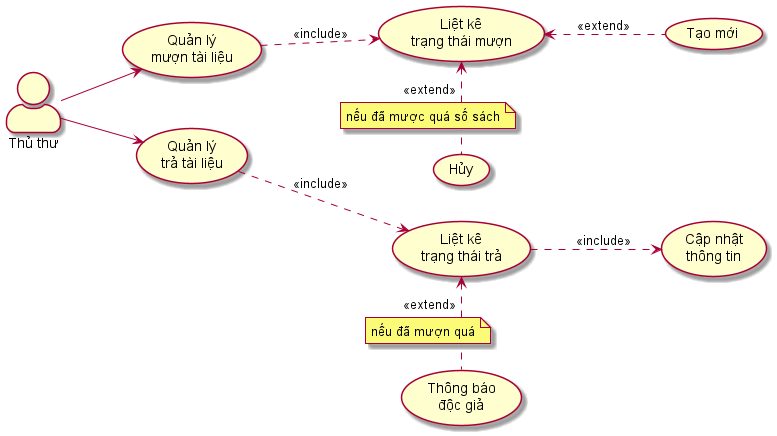 Quản lý
mượn tài liệu
«include»
Liệt kê
trạng thái mượn
«extend»
Tạo mới
«extend»
nếu đã mược quá số sách
Hủy
Thủ thư
Quản lý
trả tài liệu
«include»
Liệt kê
trạng thái trả
«include»
Cập nhật
thông tin
«extend»
nếu đã mượn quá
Thông báo
độc giả